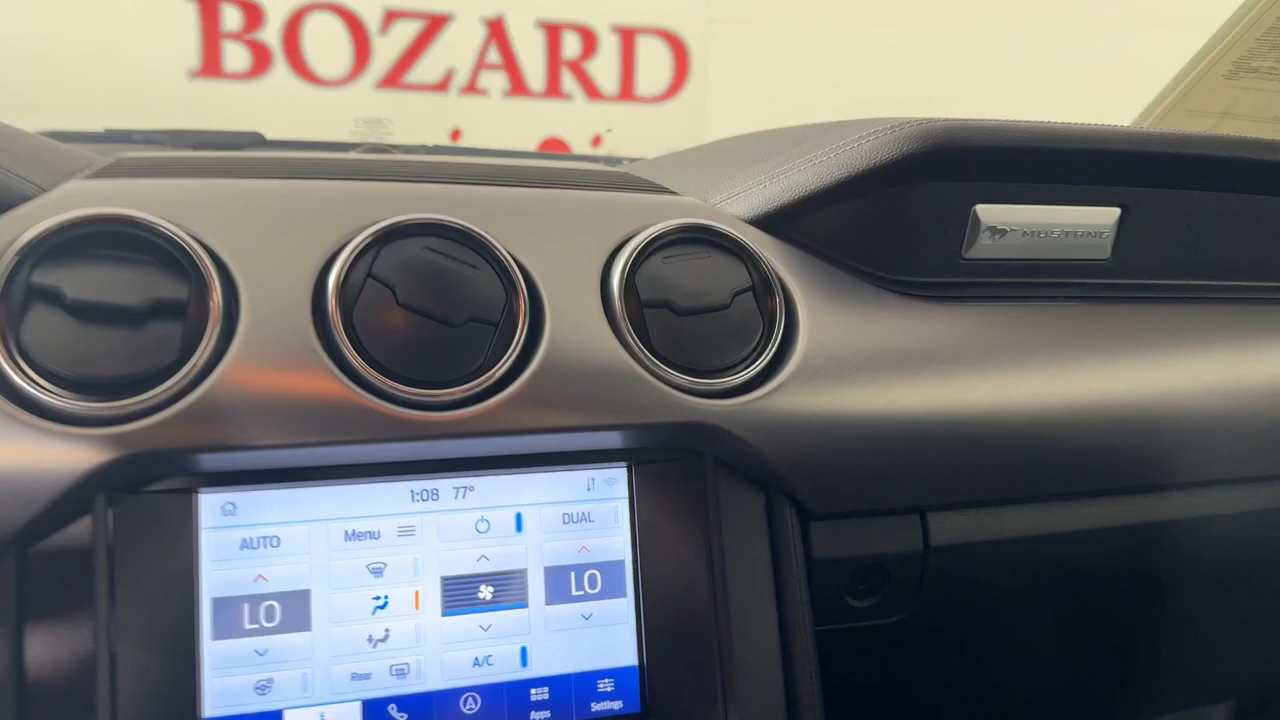 BOZARD
MUSTANG
1:08 77°
AUTO
Menu
DUAL
LO
LO
A/C
Rear
A
Apps
Settings